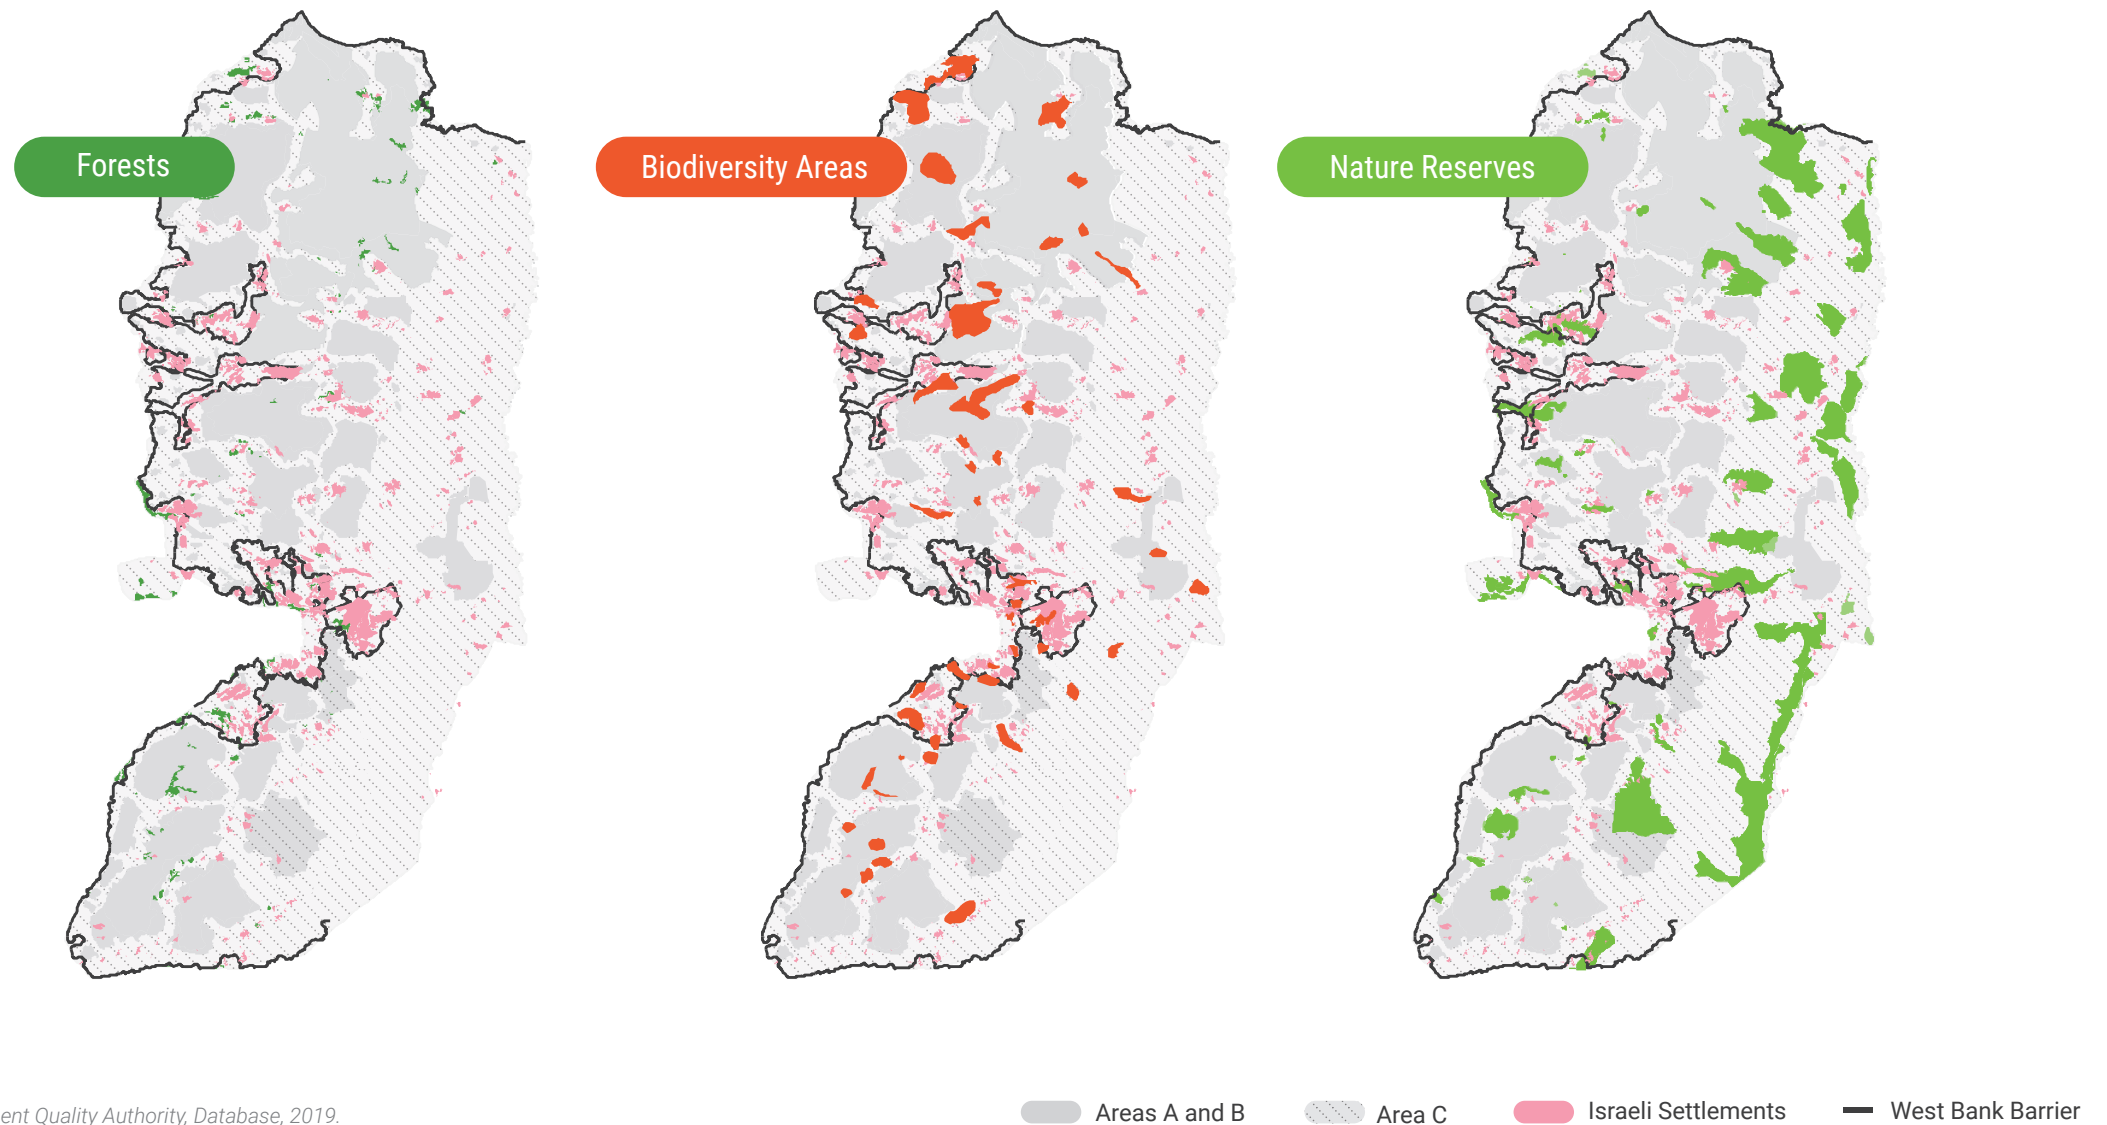 Forests
Biodiversity Areas
Nature Reserves
ent Quality Authority, Database, 2019.
Areas A and B
Area C
Israeli Settlements
West Bank Barrier